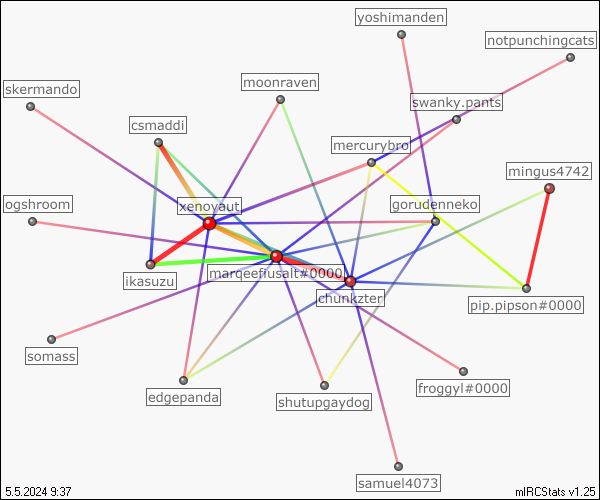 yoshimanden
notpunchingcats
moonraven
skermando
swanky.pants
csmaddi
mercurybro
mingus4742
xenoyaut
ogshroom
gorudenneko
marqeefusalt#0000
ikasuzu
chunkzter
pip.pipson#0000
somass
froggyl#0000
edgepanda
shutupgaydog
samuel4073
5.5.2024 9:37
mIRCStats v1.25